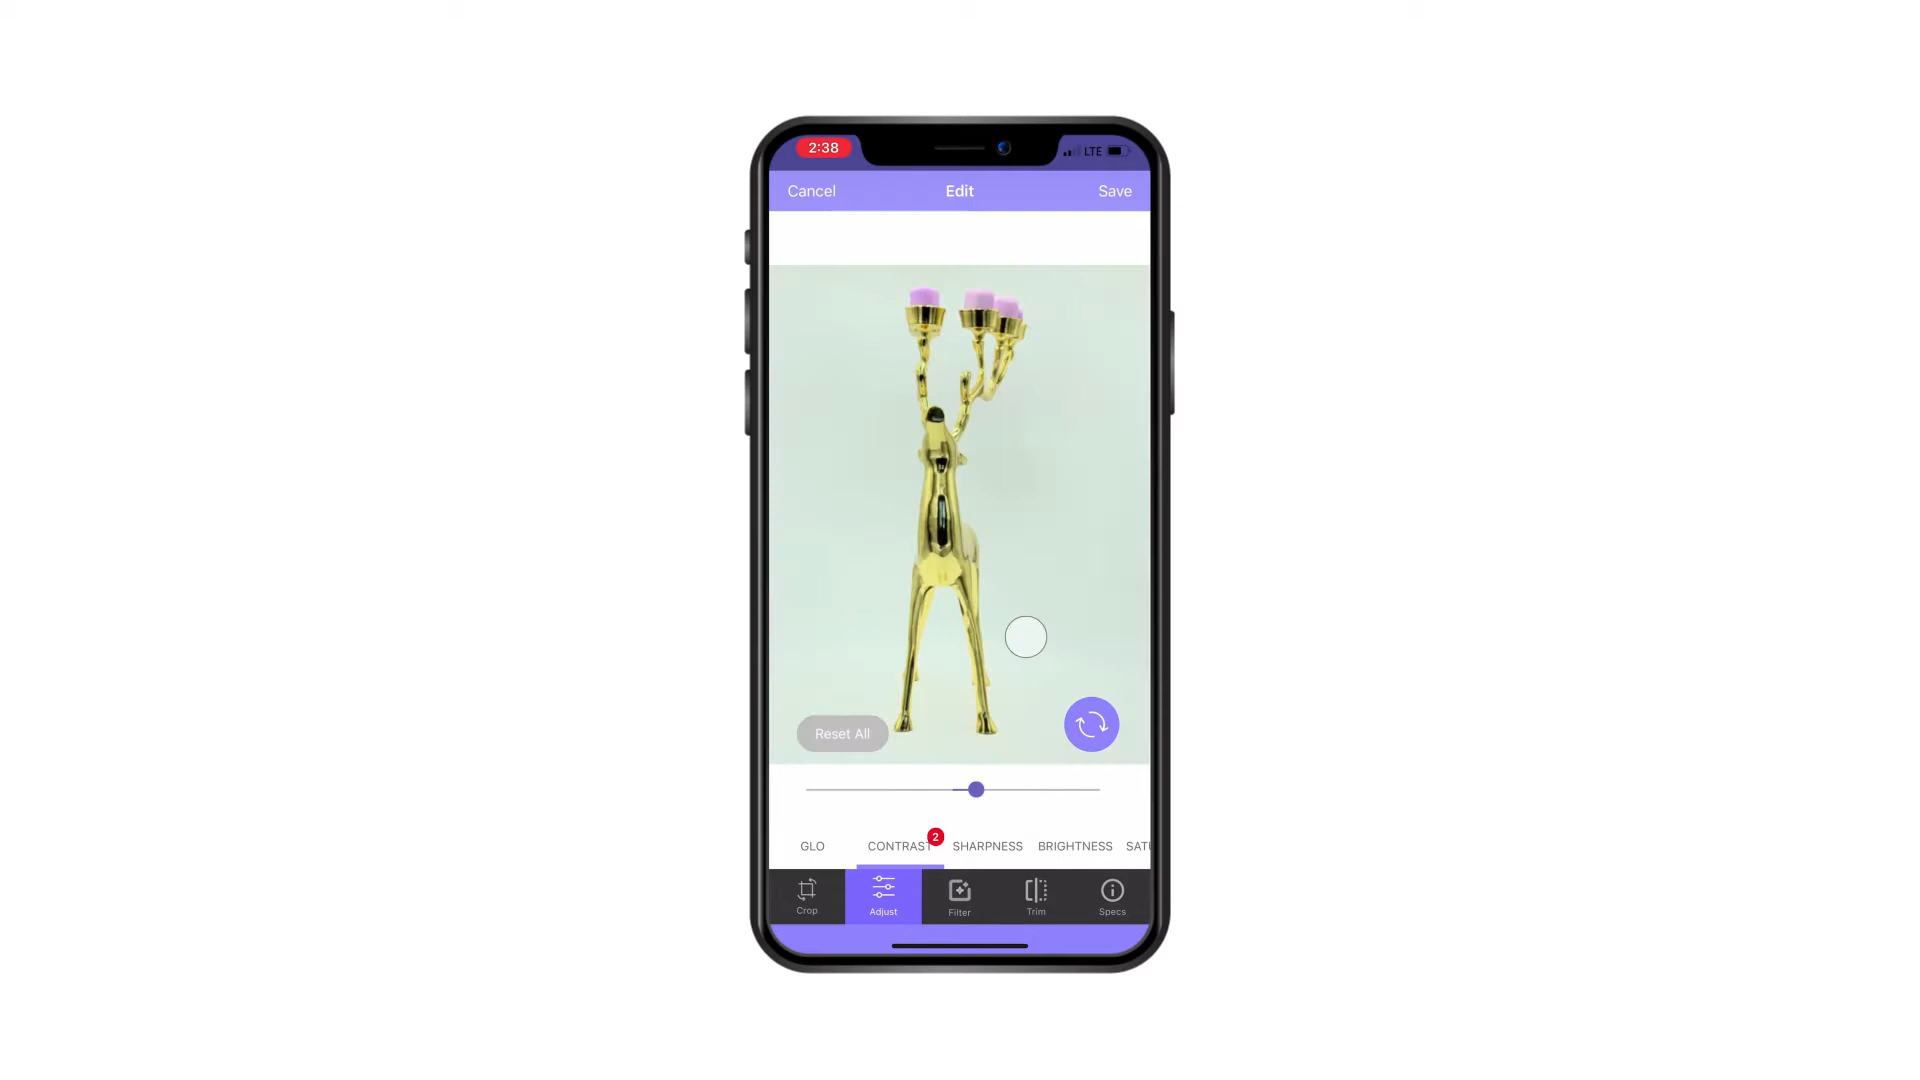 2:38
LTE
Cancel Edit Save
Reset All
GLO CONTRAST 2 SHARPNESS BRIGHTNESS SATU
Crop Adjust Filter Trim Specs